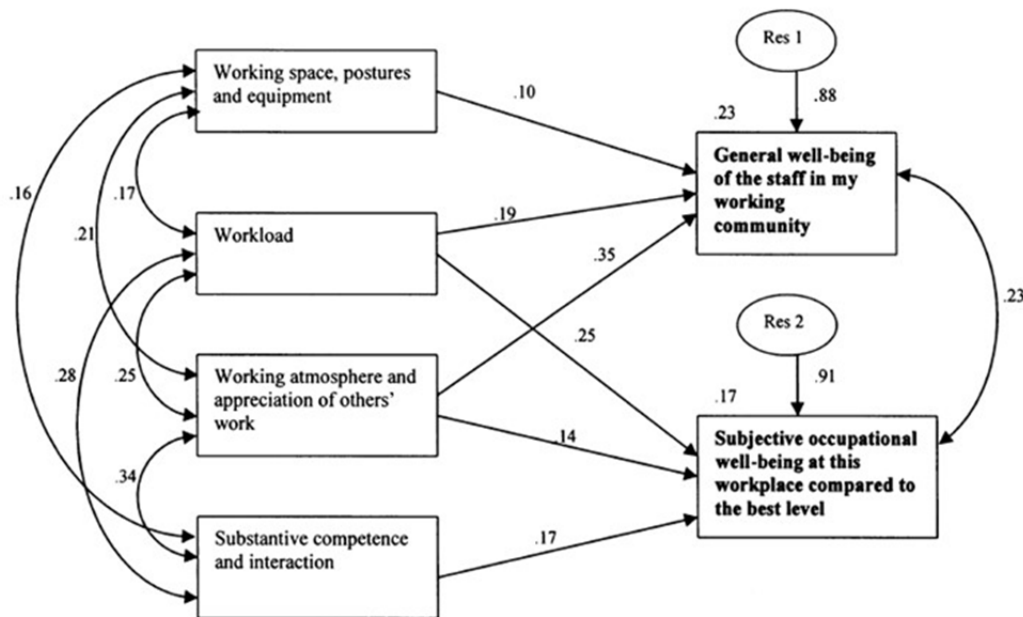 Res 1
Working space, postures
and equipment
.10
.88
.23
General well-being
of the staff in my
working
community
.16
.17
.19
.21
Workload
.35
.23
Res 2
.25
.28
.25
.91
Working atmosphere and
appreciation of others'
work
.17
.14
Subjective occupational
well-being at this
workplace compared to
the best level
.34
Substantive competence
and interaction
.17